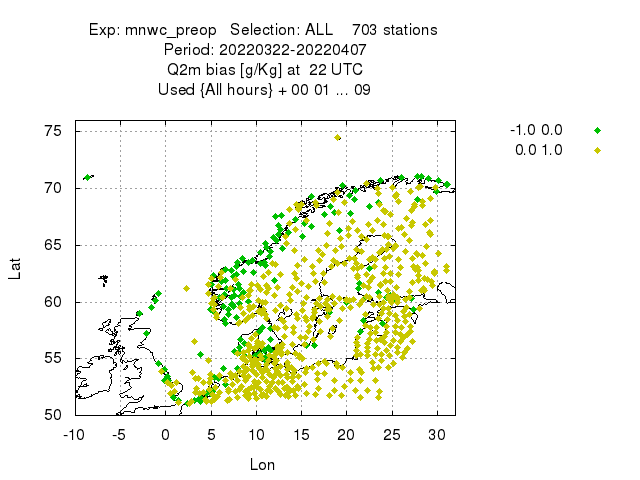 Exp: mnwc_preop   Selection: ALL    703 stations
Period: 20220322-20220407
Q2m bias [g/Kg] at  22 UTC
Used {All hours} + 00 01 ... 09
-1.0 0.0
0.0 1.0
75
70
65
60
55
50
Lat
-10 -5 0 5 10 15 20 25 30
Lon